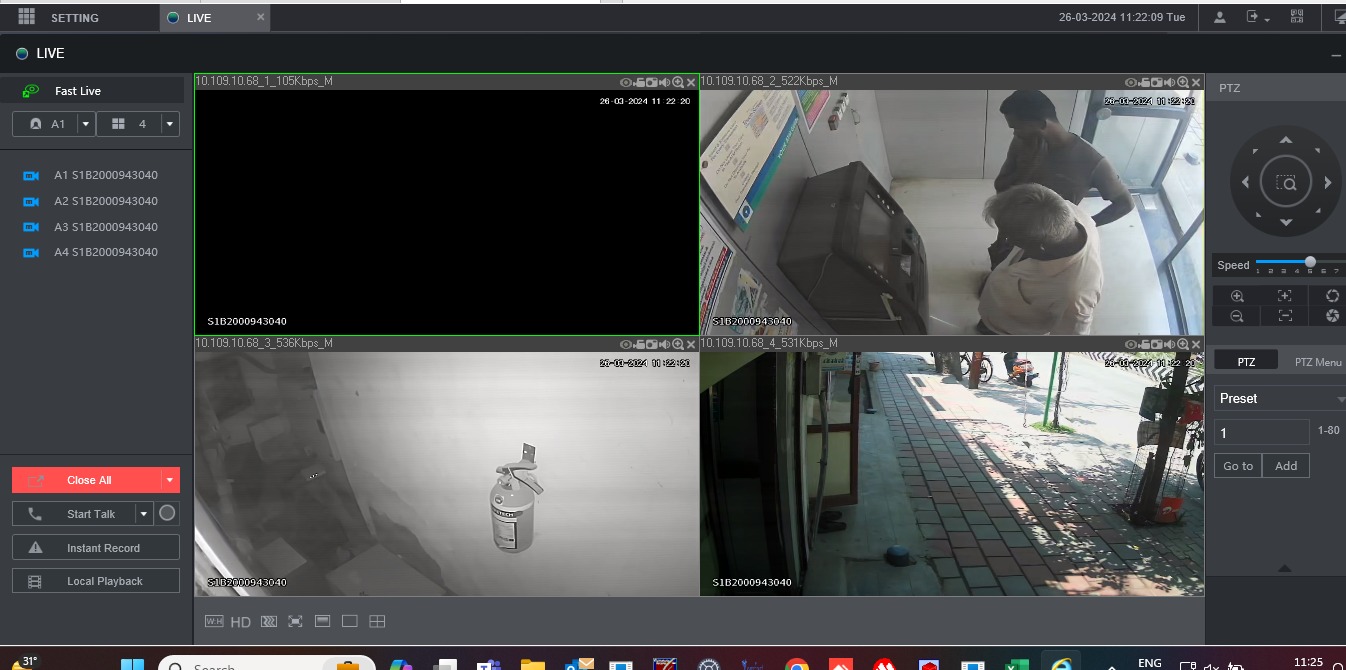 SETTING
LIVE
26-03-2024 11:22:09 Tue
LIVE
Fast Live
A1
4
A1 S1B2000943040
A2 S1B2000943040
A3 S1B2000943040
A4 S1B2000943040
Close All
Start Talk
Instant Record
Local Playback
10.109.10.68_1_105Kbps_M
26-03-2024 11:22:20
S1B2000943040
10.109.10.68_2_522Kbps_M
26-03-2024 11:22:20
S1B2000943040
10.109.10.68_3_536Kbps_M
26-03-2024 11:22:20
S1B2000943040
10.109.10.68_4_531Kbps_M
26-03-2024 11:22:20
S1B2000943040
W:H HD
PTZ
Speed
1 2 3 4 5 6 7
PTZ
PTZ Menu
Preset
1
1-80
Go to
Add
31°
Search
ENG
11:25